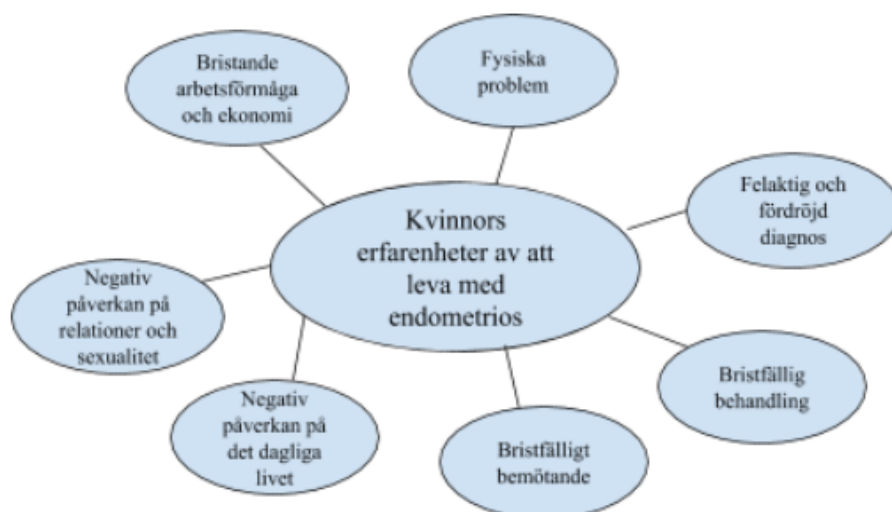 Bristande
arbetsförmåga
och ekonomi
Fysiska
problem
Felaktig och
fördröjd
diagnos
Kvinnors
erfarenheter av att
leva med
endometrios
Negativ
påverkan på
relationer och
sexualitet
Bristfällig
behandling
Negativ
påverkan på
det dagliga
livet
Bristfälligt
bemötande